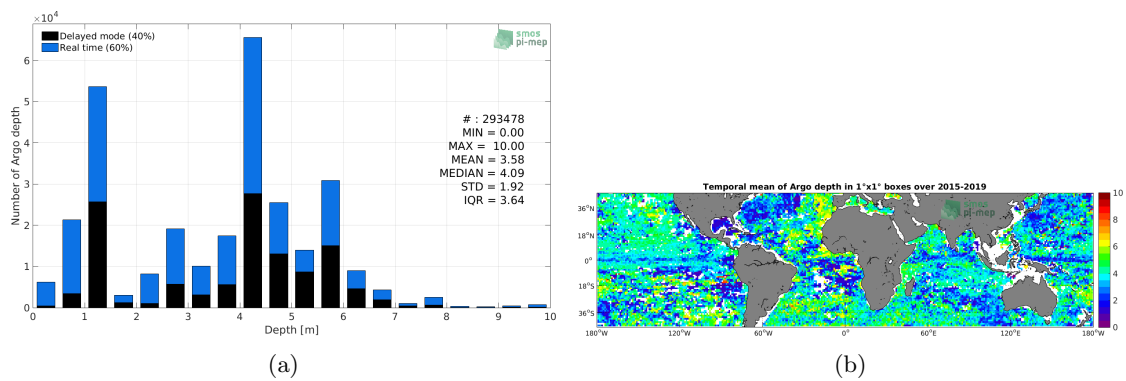 ×10⁴
Delayed mode (40%)
Real time (60%)
smos
pi-mep
6
5
4
3
2
1
0
Number of Argo depth
# : 293478
MIN = 0.00
MAX = 10.00
MEAN = 3.58
MEDIAN = 4.09
STD = 1.92
IQR = 3.64
0 1 2 3 4 5 6 7 8 9 10
Depth [m]
(a)
Temporal mean of Argo depth in 1°x1° boxes over 2015-2019
smos
pi-mep
36°N
18°N
0°
18°S
36°S
180°W 120°W 60°W 0° 60°E 120°E 180°E
10
8
6
4
2
0
(b)